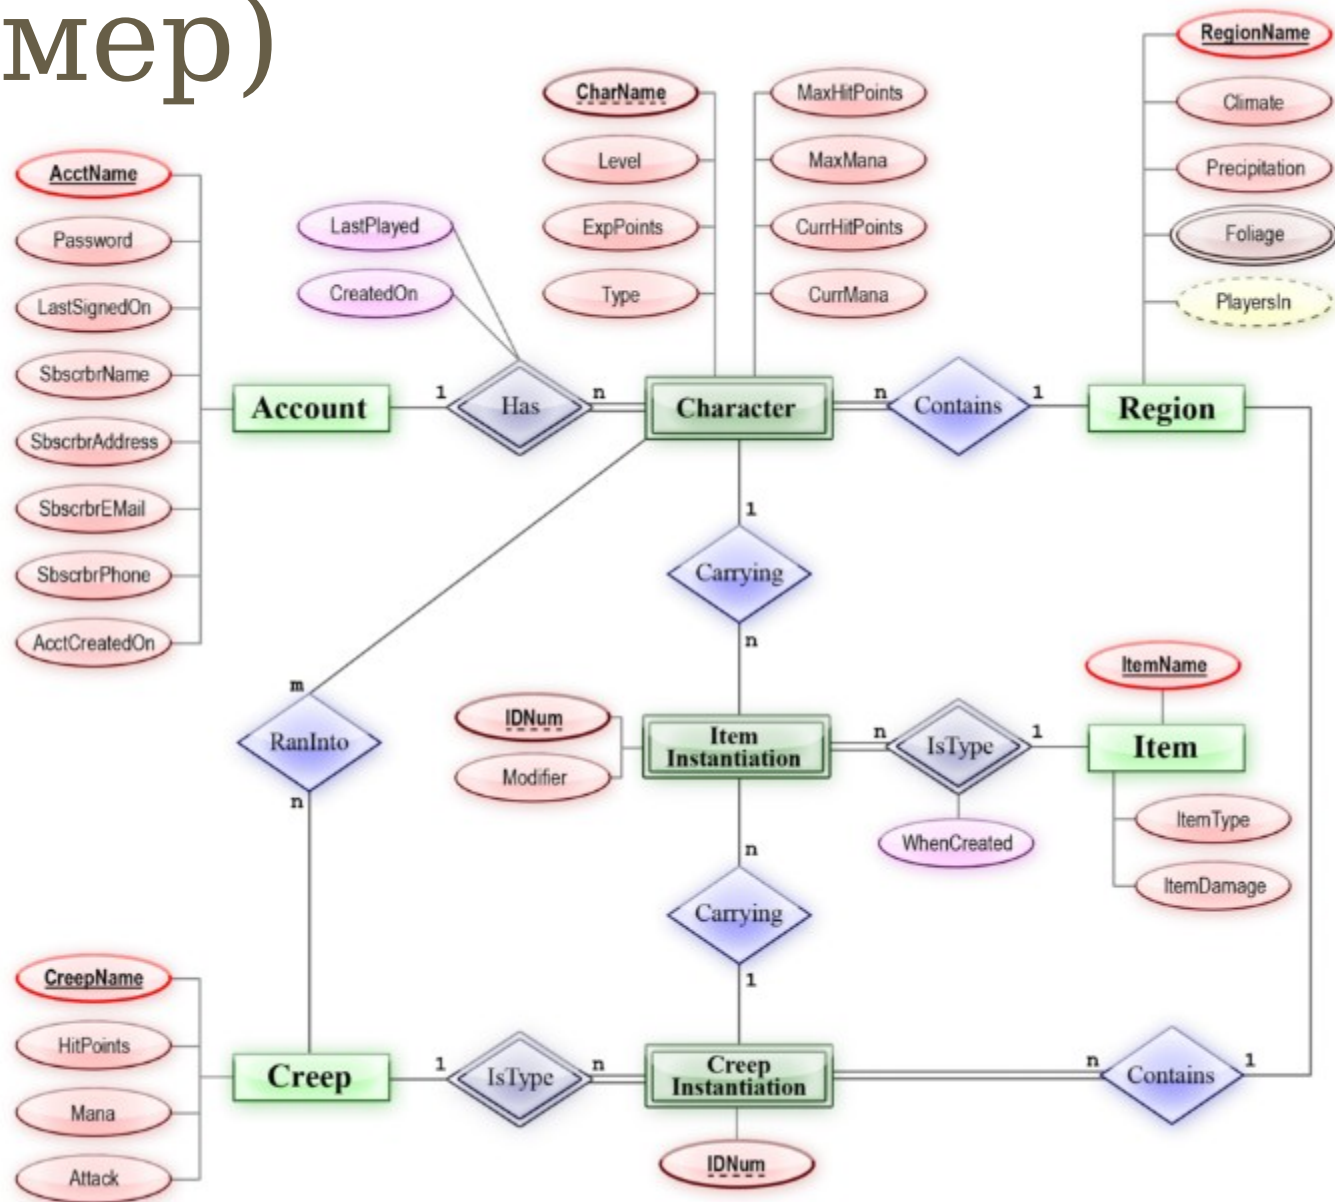 мер)
RegionName
Climate
Precipitation
Foliage
PlayersIn
CharName
Level
ExpPoints
Type
MaxHitPoints
MaxMana
CurrHitPoints
CurrMana
AcctName
Password
LastSignedOn
SbscrbrName
SbscrbrAddress
SbscrbrEMail
SbscrbrPhone
AcctCreatedOn
LastPlayed
CreatedOn
Account
1
Has
n
Character
n
Contains
1
Region
1
Carrying
n
m
RanInto
n
IDNum
Modifier
Item
Instantiation
n
IsType
1
Item
ItemName
ItemType
ItemDamage
WhenCreated
n
Carrying
1
CreepName
HitPoints
Mana
Attack
Creep
1
IsType
n
Creep
Instantiation
n
Contains
1
IDNum